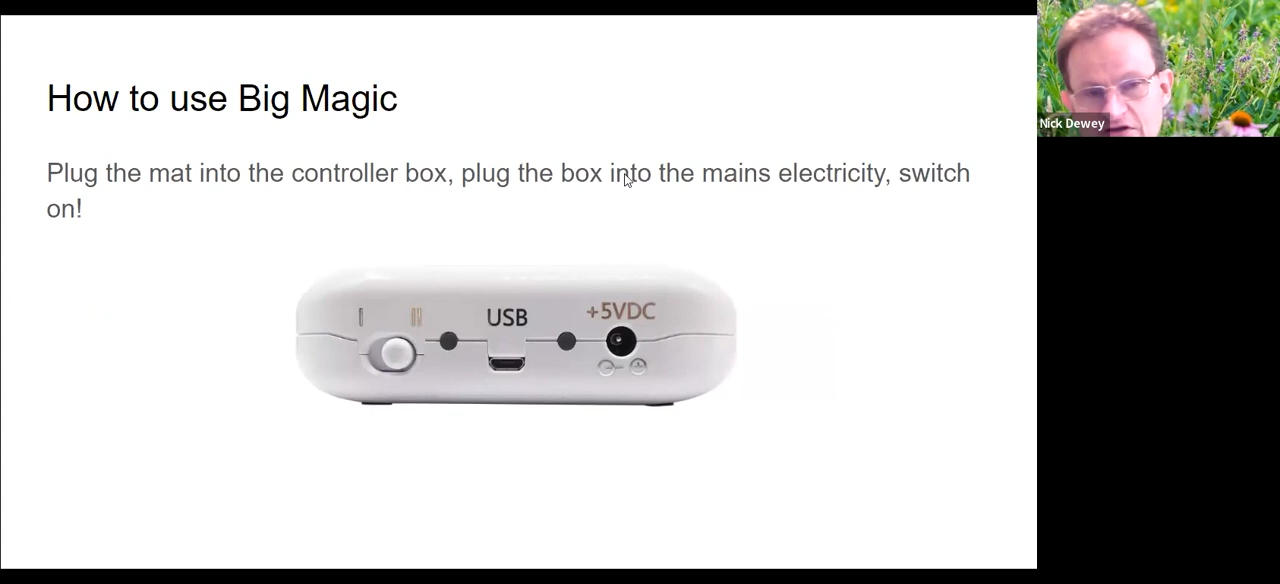 How to use Big Magic
Plug the mat into the controller box, plug the box into the mains electricity, switch
on!
USB
+5VDC
Nick Dewey